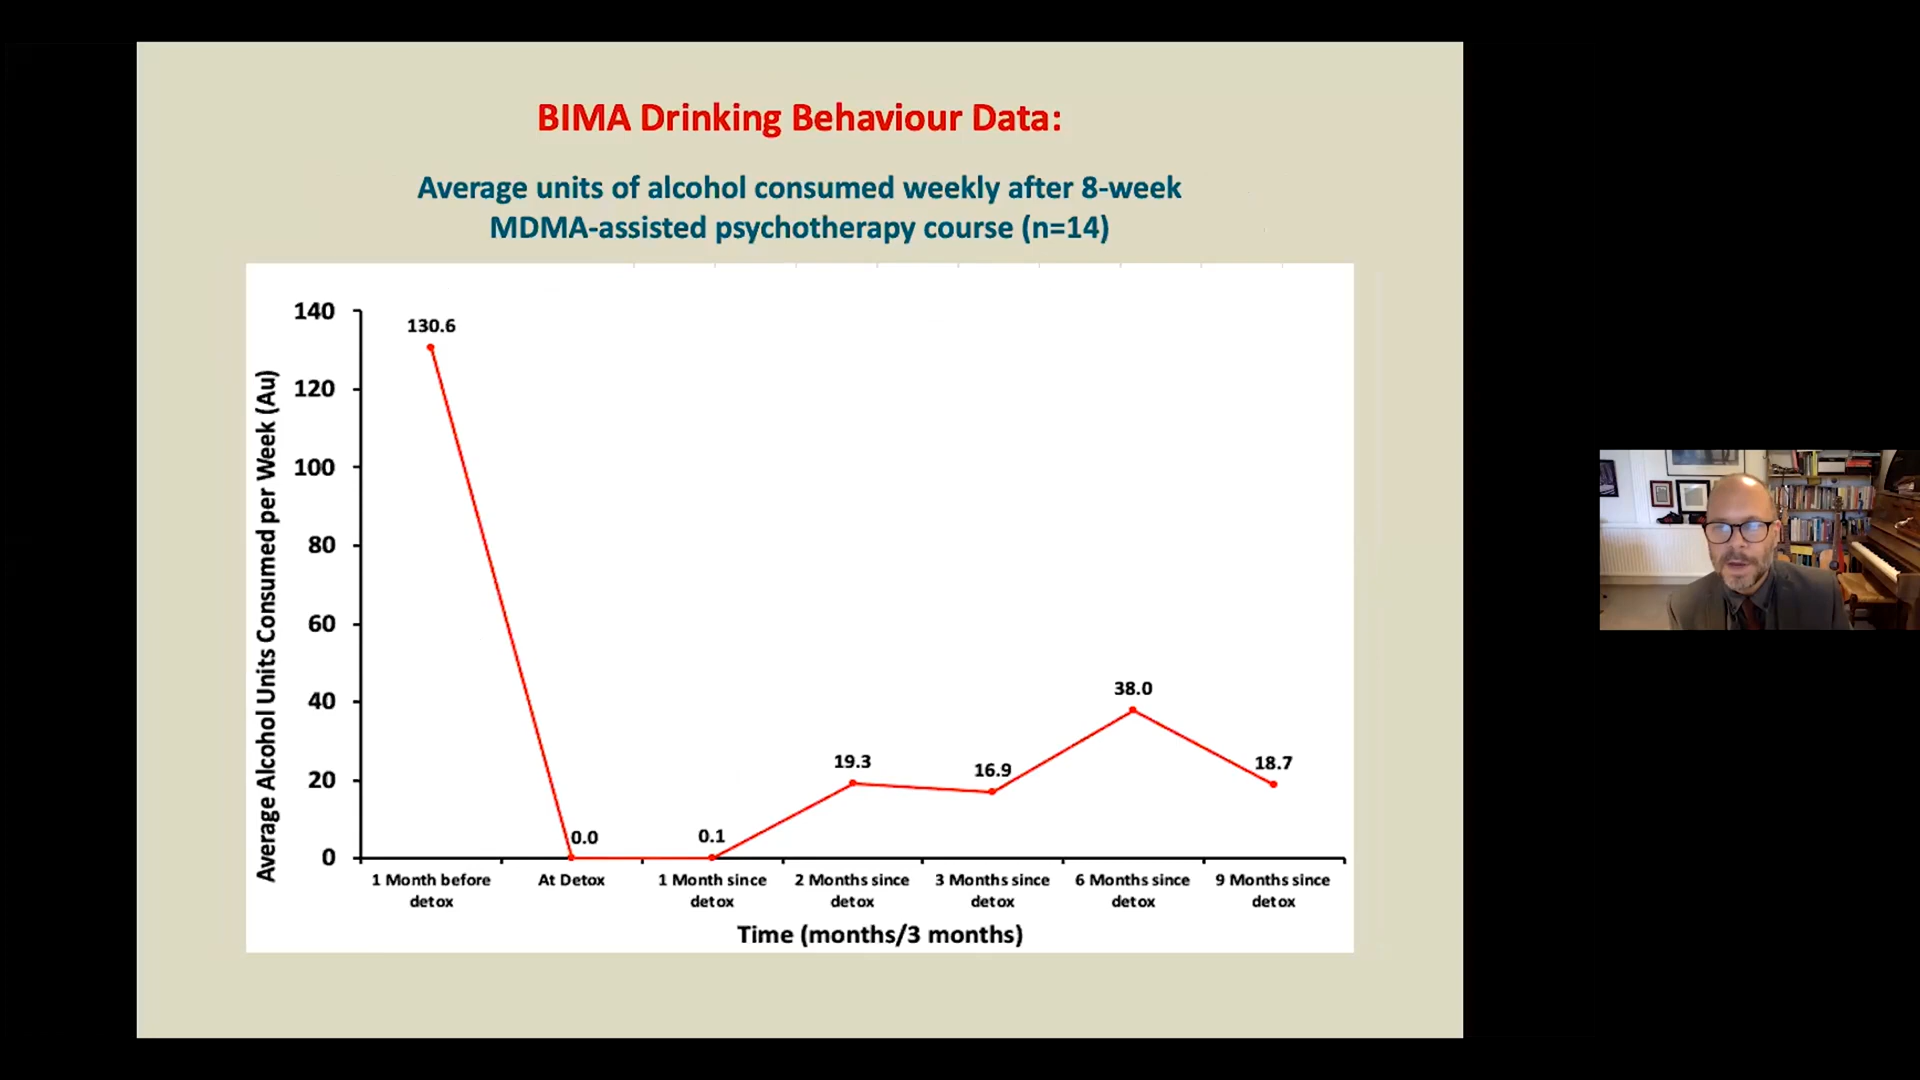 BIMA Drinking Behaviour Data:
Average units of alcohol consumed weekly after 8-week
MDMA-assisted psychotherapy course (n=14)
Average Alcohol Units Consumed per Week (Au)
140
120
100
80
60
40
20
0
130.6
0.0
0.1
19.3
16.9
38.0
18.7
1 Month before
detox
At Detox
1 Month since
detox
2 Months since
detox
3 Months since
detox
6 Months since
detox
9 Months since
detox
Time (months/3 months)